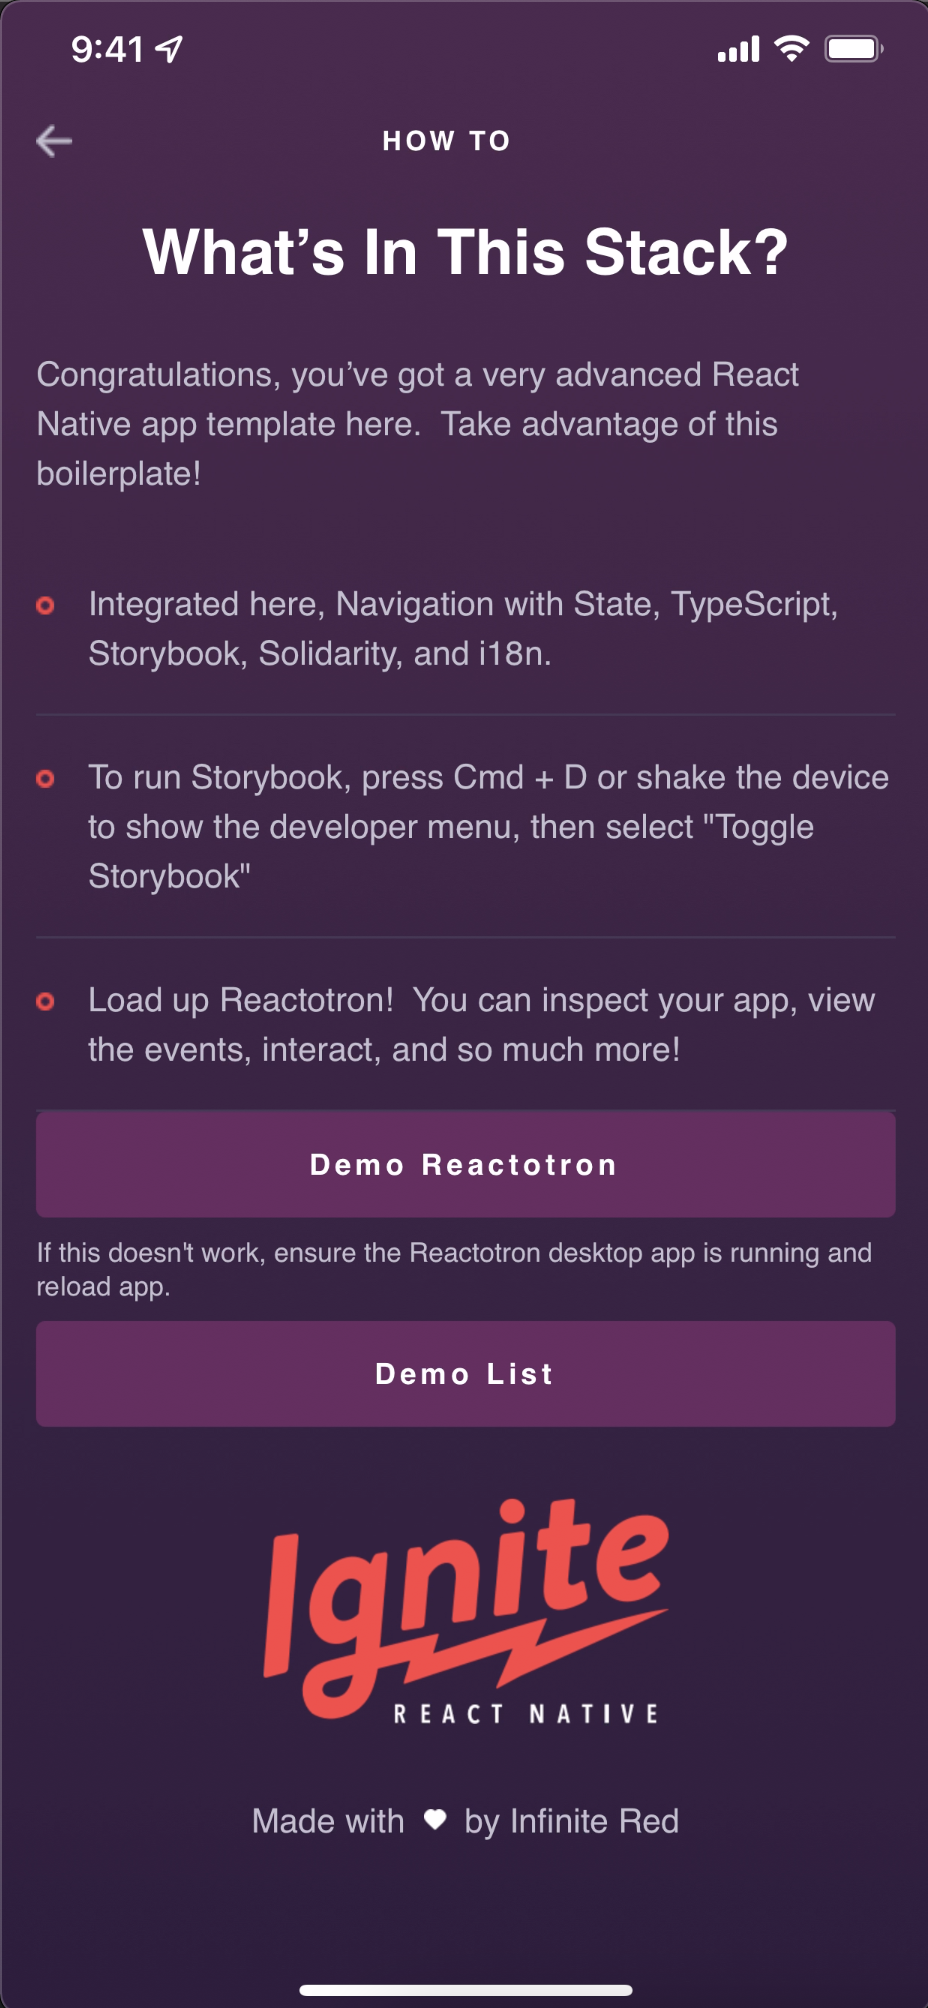 9:41
HOW TO
What’s In This Stack?
Congratulations, you’ve got a very advanced React
Native app template here.  Take advantage of this
boilerplate!
Integrated here, Navigation with State, TypeScript,
Storybook, Solidarity, and i18n.
To run Storybook, press Cmd + D or shake the device
to show the developer menu, then select "Toggle
Storybook"
Load up Reactotron!  You can inspect your app, view
the events, interact, and so much more!
Demo Reactotron
If this doesn't work, ensure the Reactotron desktop app is running and
reload app.
Demo List
Ignite
REACT NATIVE
Made with ♥ by Infinite Red